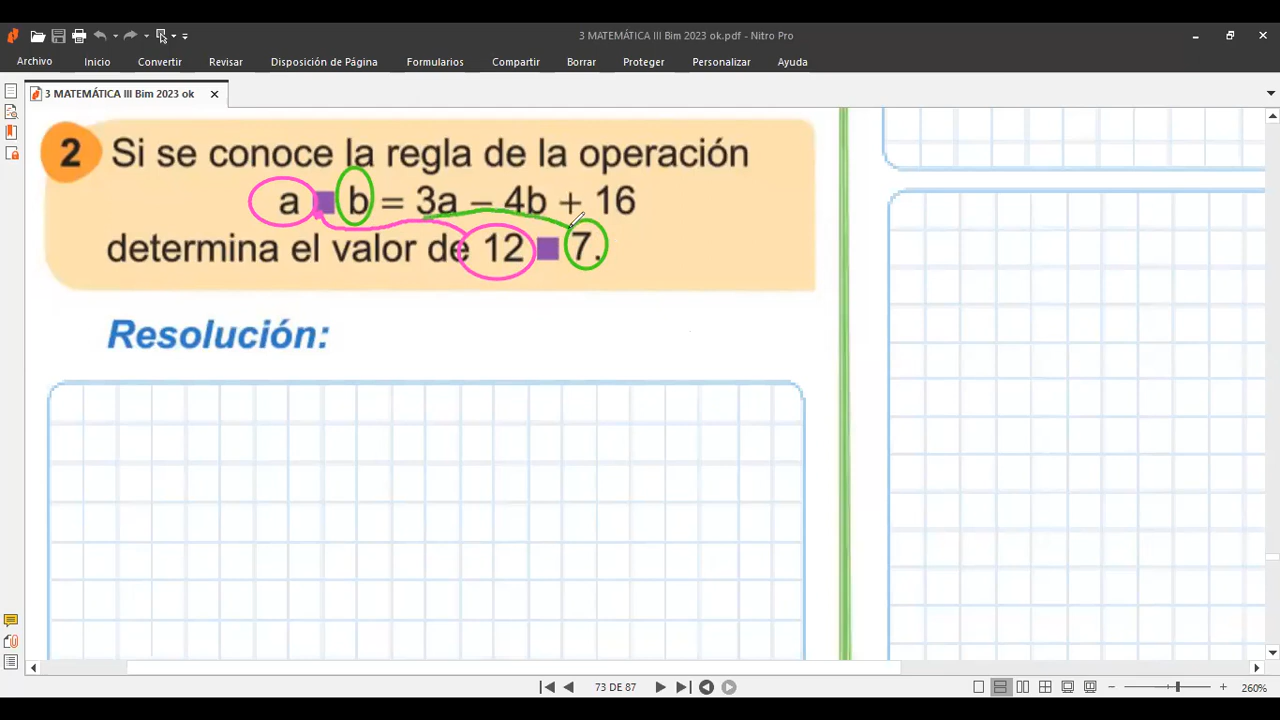 3 MATEMÁTICA III Bim 2023 ok.pdf - Nitro Pro
Archivo Inicio Convertir Revisar Disposición de Página Formularios Compartir Borrar Proteger Personalizar Ayuda
3 MATEMÁTICA III Bim 2023 ok
2 Si se conoce la regla de la operación
a ■ b = 3a – 4b + 16
determina el valor de 12 ■ 7.
Resolución:
73 DE 87
260%